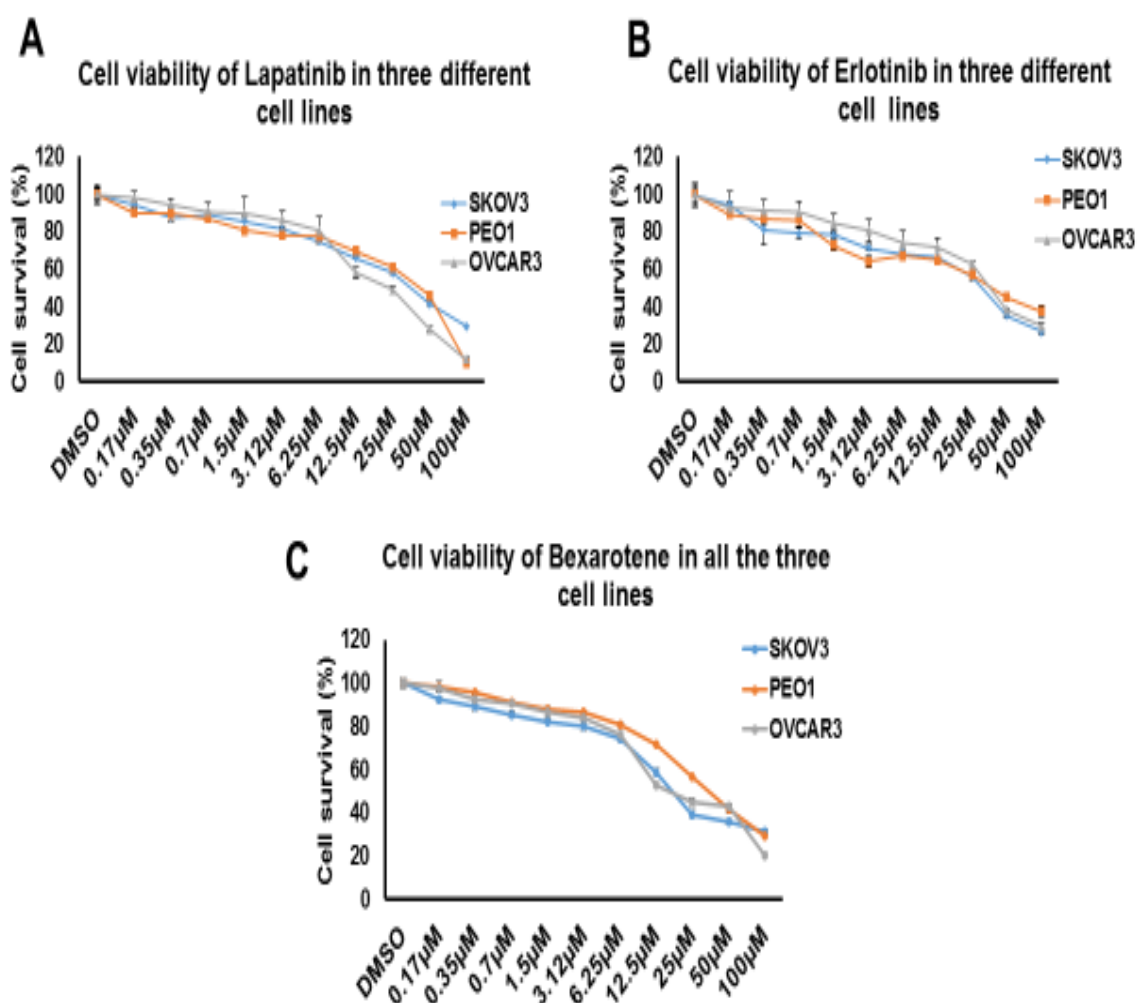 A
Cell viability of Lapatinib in three different
cell lines
120
100
80
60
40
20
0
Cell survival (%)
SKOV3
PEO1
OVCAR3
DMSO
0.17µM
0.35µM
0.7µM
1.5µM
3.12µM
6.25µM
12.5µM
25µM
50µM
100µM
B
Cell viability of Erlotinib in three different
cell lines
120
100
80
60
40
20
0
Cell survival (%)
SKOV3
PEO1
OVCAR3
DMSO
0.17µM
0.35µM
0.7µM
1.5µM
3.12µM
6.25µM
12.5µM
25µM
50µM
100µM
C
Cell viability of Bexarotene in all the three
cell lines
120
100
80
60
40
20
0
Cell survival (%)
SKOV3
PEO1
OVCAR3
DMSO
0.17µM
0.35µM
0.7µM
1.5µM
3.12µM
6.25µM
12.5µM
25µM
50µM
100µM